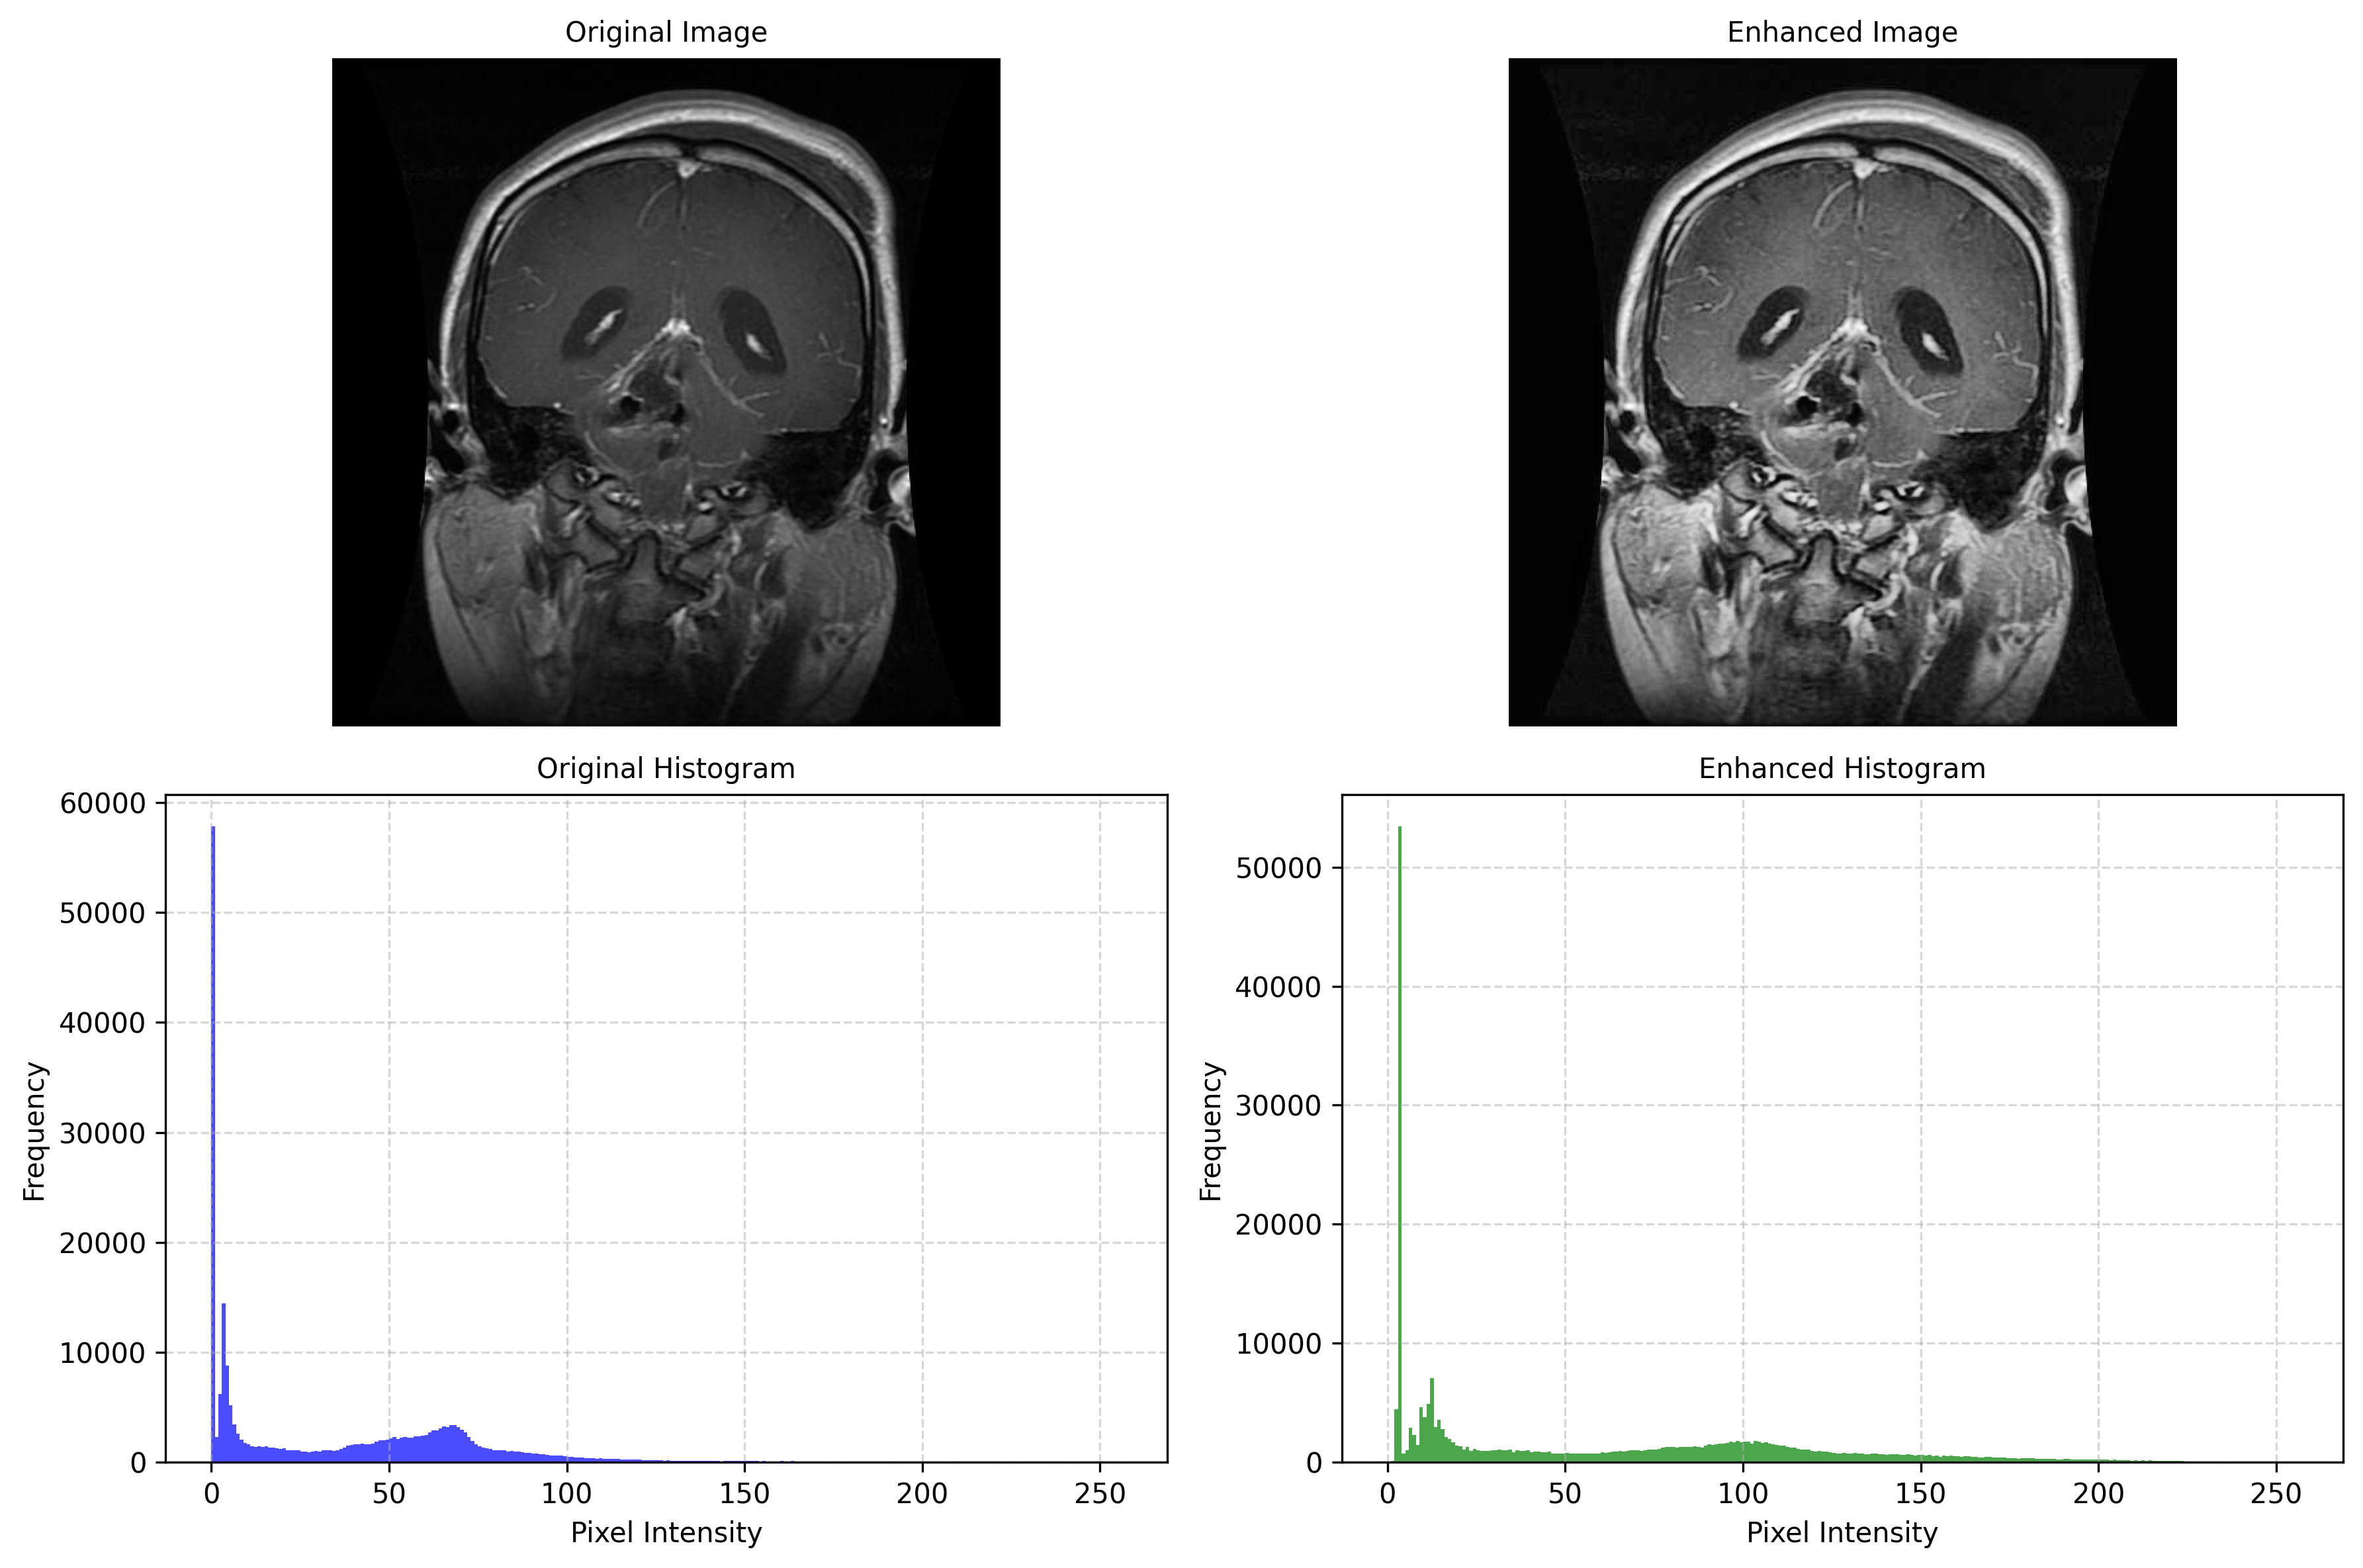 Original Image
Enhanced Image
Original Histogram
Enhanced Histogram
60000
50000
40000
30000
20000
10000
0
Frequency
0 50 100 150 200 250
Pixel Intensity
50000
40000
30000
20000
10000
0
Frequency
0 50 100 150 200 250
Pixel Intensity